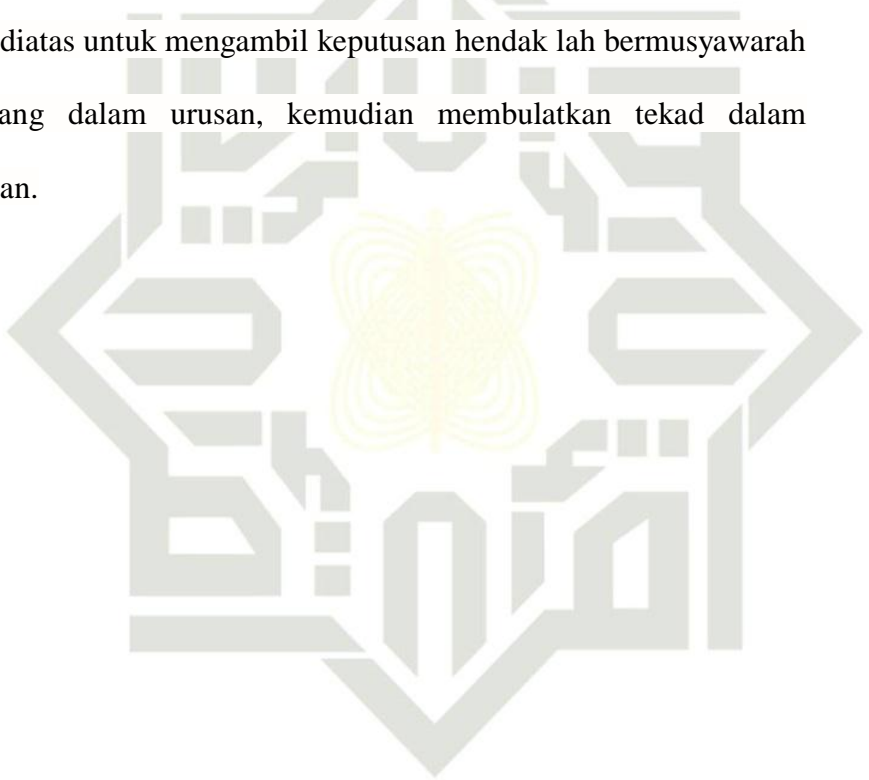 diatas untuk mengambil keputusan hendak lah bermusyawarah
ang dalam urusan, kemudian membulatkan tekad dalam
an.